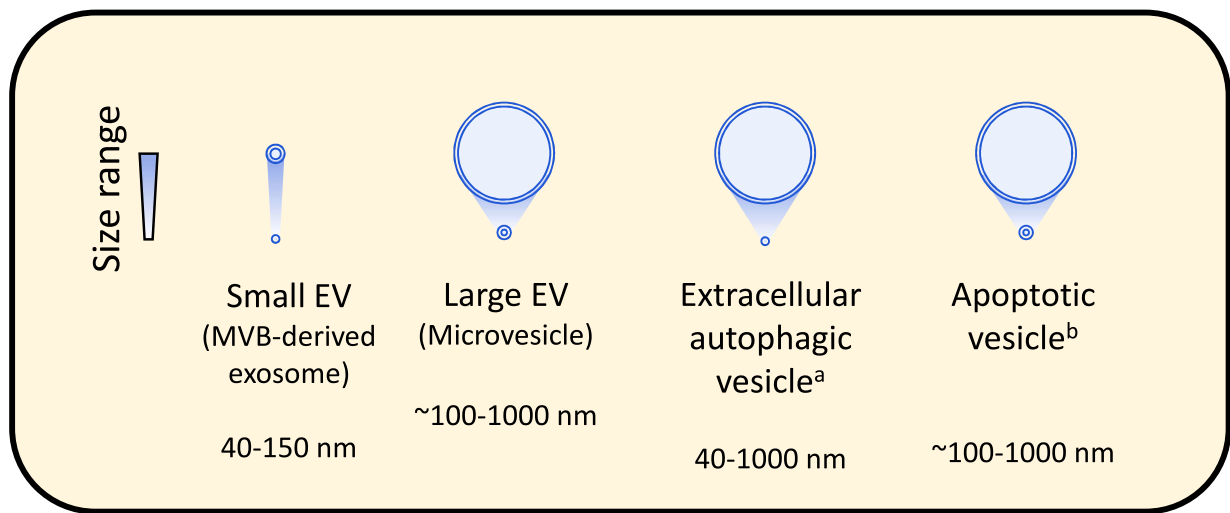 Size range
Small EV
(MVB-derived
exosome)
40-150 nm
Large EV
(Microvesicle)
~100-1000 nm
Extracellular
autophagic
vesicleᵃ
40-1000 nm
Apoptotic
vesicleᵇ
~100-1000 nm